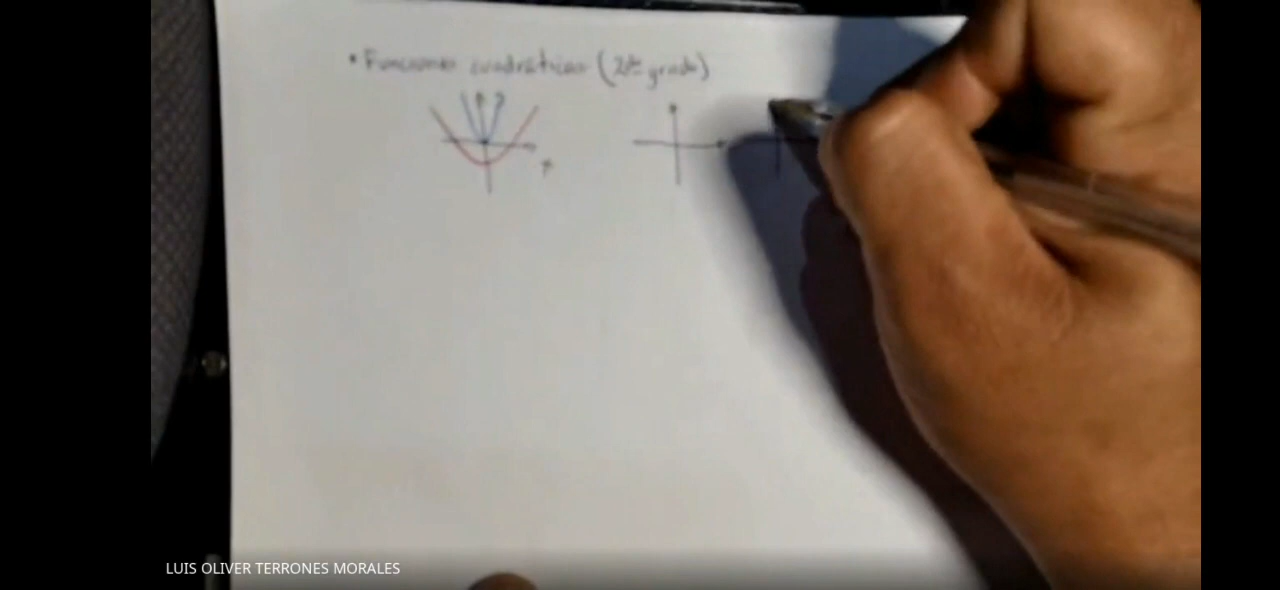 • Funciones cuadráticas (2do grado)
LUIS OLIVER TERRONES MORALES